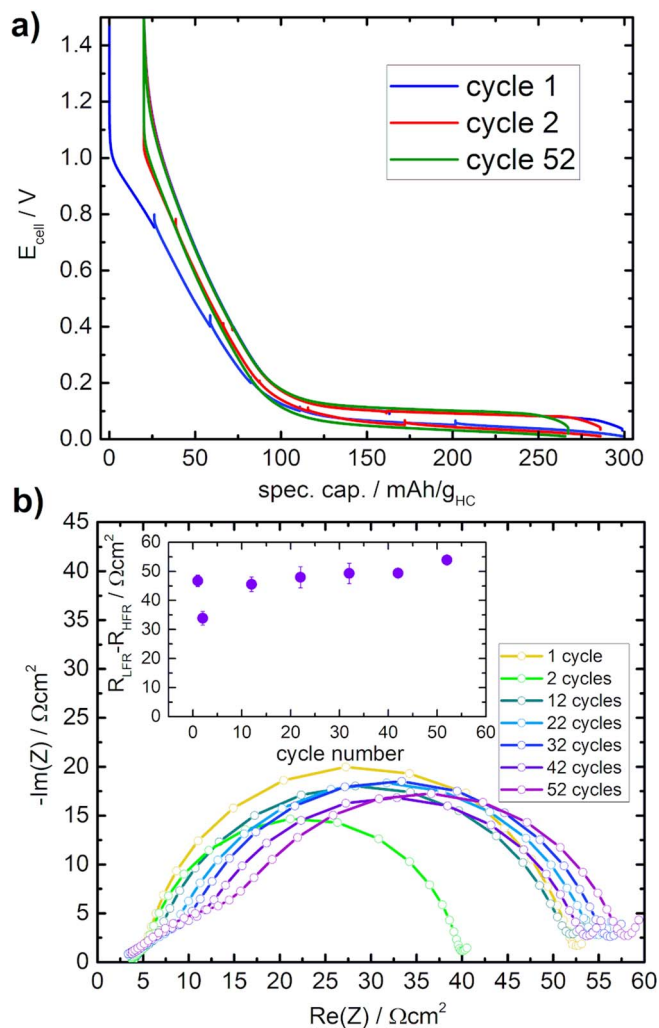 a)
1.4
1.2
1.0
0.8
0.6
0.4
0.2
0.0
E_cell / V
cycle 1
cycle 2
cycle 52
0 50 100 150 200 250 300
spec. cap. / mAh/g_HC
b)
45
40
35
30
25
20
15
10
5
0
-Im(Z) / Ωcm²
60
50
40
30
20
10
0
R_LFR-R_HFR / Ωcm²
0 10 20 30 40 50 60
cycle number
1 cycle
2 cycles
12 cycles
22 cycles
32 cycles
42 cycles
52 cycles
0 5 10 15 20 25 30 35 40 45 50 55 60
Re(Z) / Ωcm²